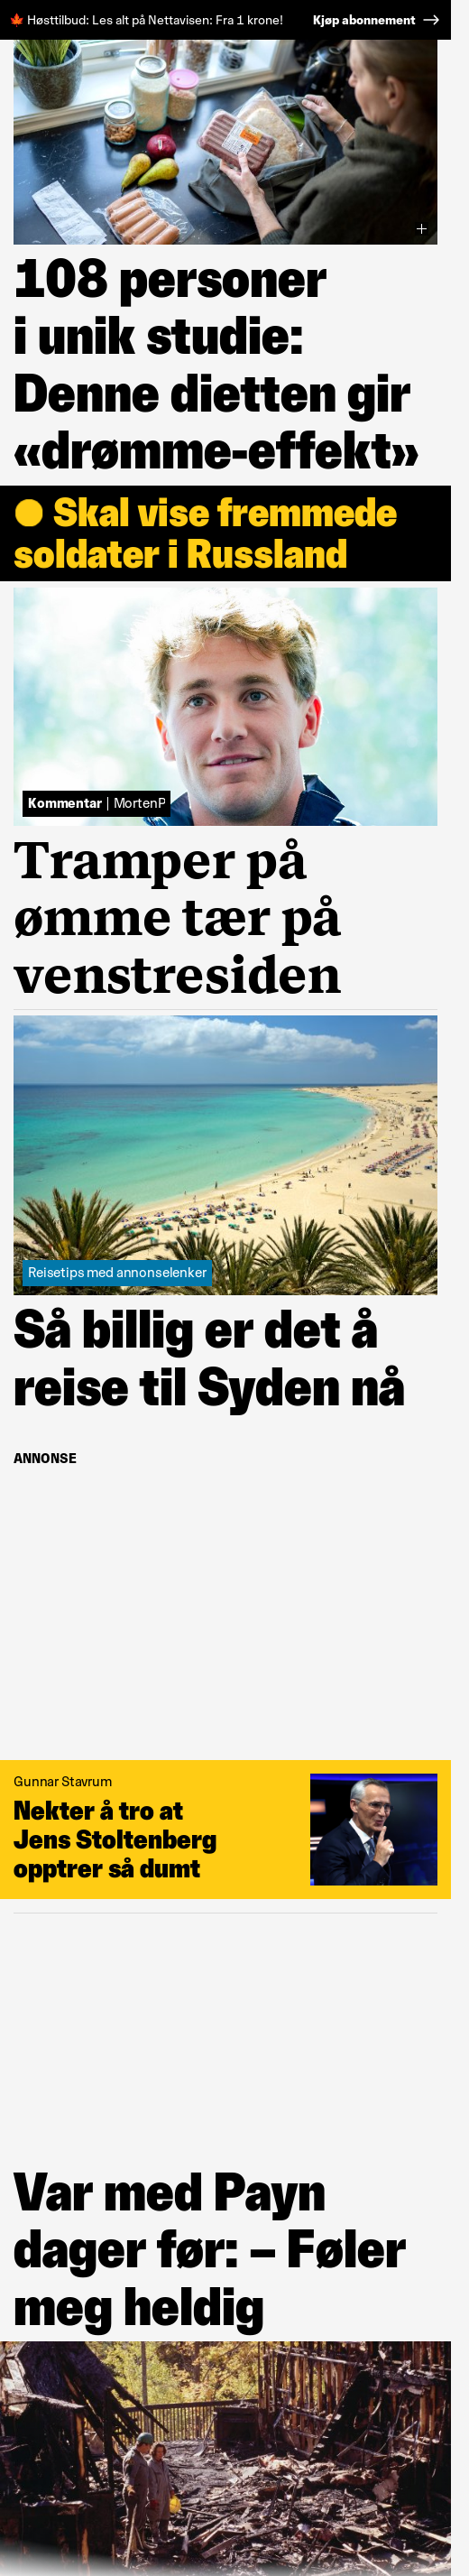 🍁 Høsttilbud: Les alt på Nettavisen: Fra 1 krone! Kjøp abonnement →
108 personer
i unik studie:
Denne dietten gir
«drømme-effekt»
Skal vise fremmede
soldater i Russland
Kommentar | MortenP
Tramper på
ømme tær på
venstresiden
Reisetips med annonselenker
Så billig er det å
reise til Syden nå
ANNONSE
Gunnar Stavrum
Nekter å tro at
Jens Stoltenberg
opptrer så dumt
Var med Payn
dager før: – Føler
meg heldig